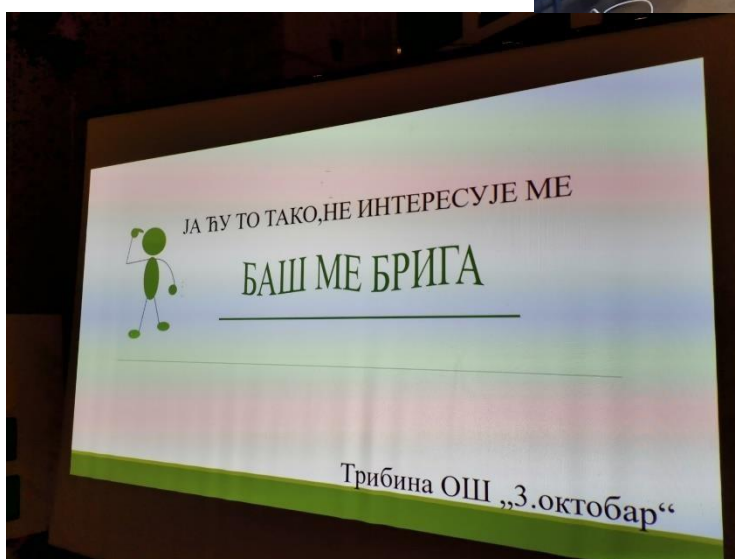 ЈА ЋУ ТО ТАКО,НЕ ИНТЕРЕСУЈЕ МЕ
БАШ МЕ БРИГА
Трибина ОШ „3.октобар“